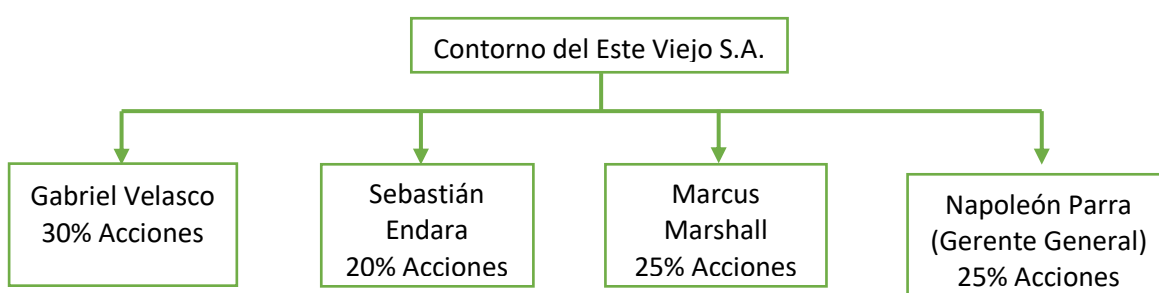 Contorno del Este Viejo S.A.
Gabriel Velasco
30% Acciones
Sebastián
Endara
20% Acciones
Marcus
Marshall
25% Acciones
Napoleón Parra
(Gerente General)
25% Acciones